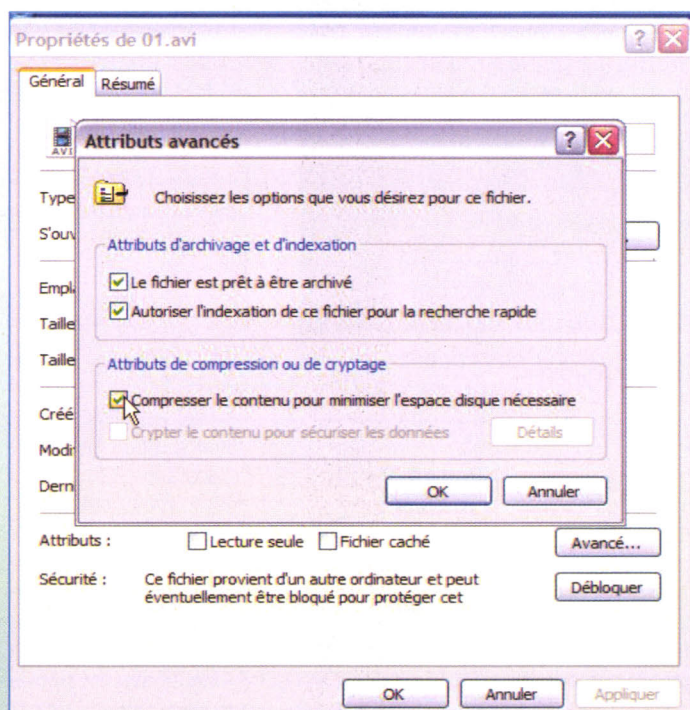 Propriétés de 01.avi
Général Résumé
AVI
Attributs avancés
Choisissez les options que vous désirez pour ce fichier.
Type
S'ouv
Attributs d'archivage et d'indexation
Le fichier est prêt à être archivé
Autoriser l'indexation de ce fichier pour la recherche rapide
Empl
Taille
Taille
Attributs de compression ou de cryptage
Compresser le contenu pour minimiser l'espace disque nécessaire
Crypter le contenu pour sécuriser les données Détails
Créé
Modif
Dern
OK Annuler
Attributs : Lecture seule Fichier caché Avancé...
Sécurité : Ce fichier provient d'un autre ordinateur et peut
éventuellement être bloqué pour protéger cet
Débloquer
OK Annuler Appliquer